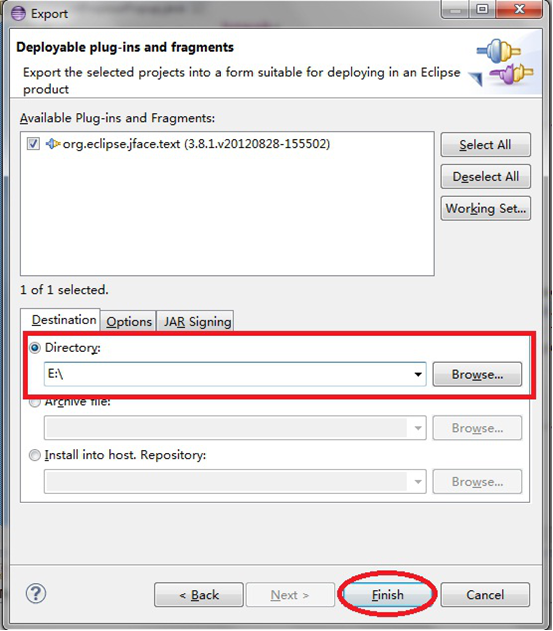 Export
Deployable plug-ins and fragments
Export the selected projects into a form suitable for deploying in an Eclipse
product
Available Plug-ins and Fragments:
org.eclipse.jface.text (3.8.1.v20120828-155502)
Select All
Deselect All
Working Set...
1 of 1 selected.
Destination Options JAR Signing
Directory:
E:\ Browse...
Archive file:
Browse...
Install into host. Repository:
Browse...
? < Back Next > Finish Cancel